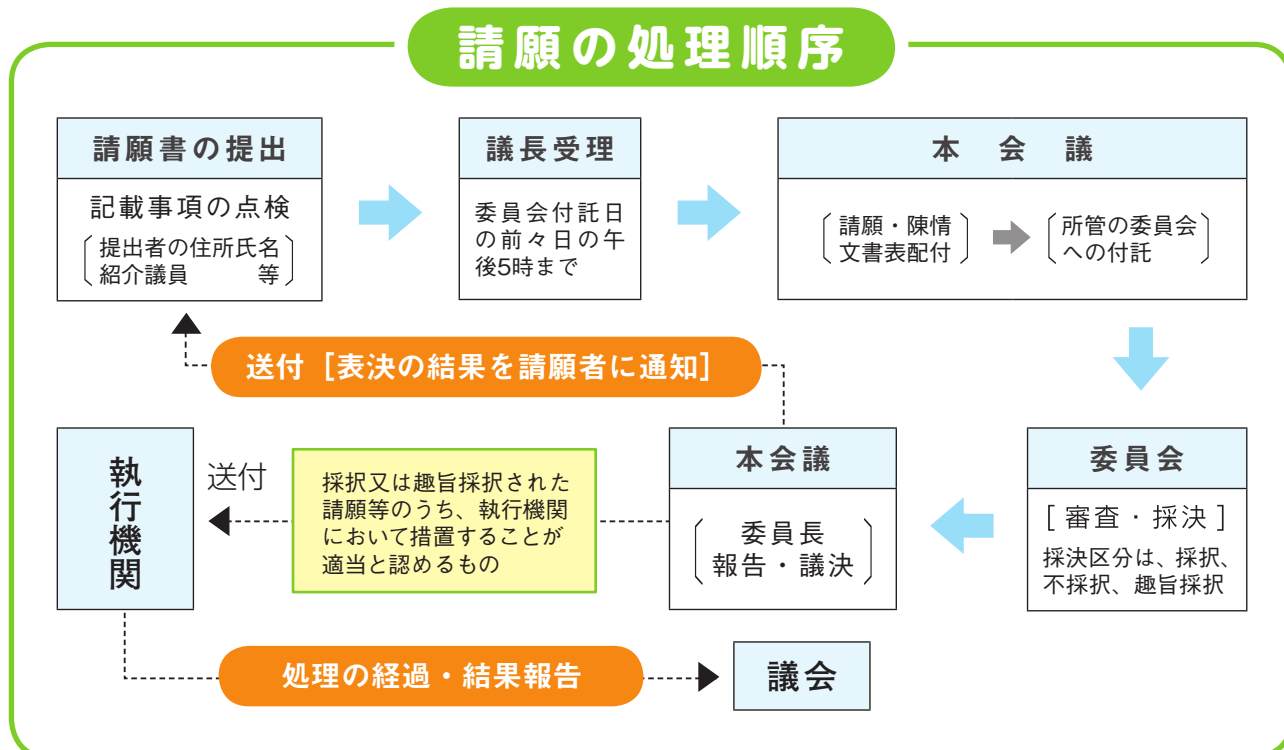 請願の処理順序
請願書の提出
記載事項の点検
提出者の住所氏名
紹介議員 等
議長受理
委員会付託日
の前々日の午
後5時まで
本会議
請願・陳情
文書表配付
所管の委員会
への付託
送付［表決の結果を請願者に通知］
委員会
［審査・採決］
採決区分は、採択、
不採択、趣旨採択
本会議
委員長
報告・議決
採択又は趣旨採択された
請願等のうち、執行機関
において措置することが
適当と認めるもの
送付
執行機関
処理の経過・結果報告
議会